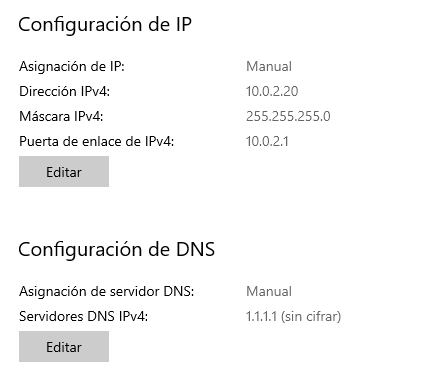 Configuración de IP
Asignación de IP: Manual
Dirección IPv4: 10.0.2.20
Máscara IPv4: 255.255.255.0
Puerta de enlace de IPv4: 10.0.2.1
Editar
Configuración de DNS
Asignación de servidor DNS: Manual
Servidores DNS IPv4: 1.1.1.1 (sin cifrar)
Editar